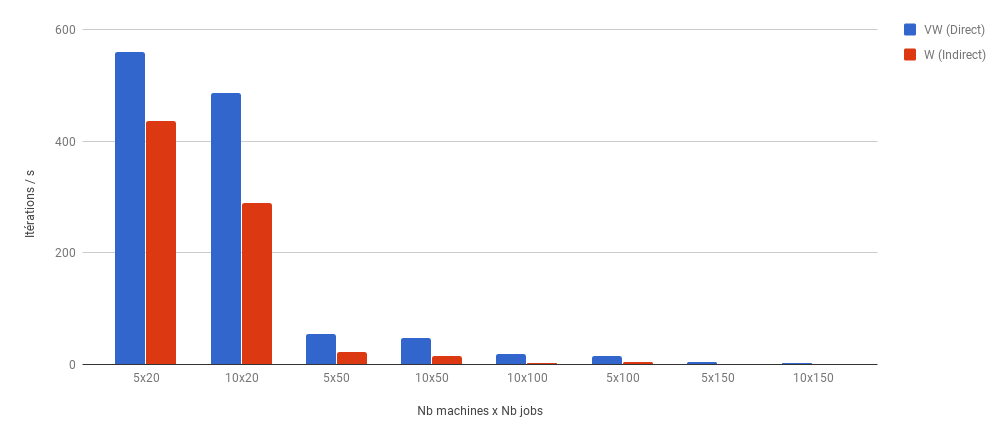 600
400
200
0
Itérations / s
5x20
10x20
5x50
10x50
10x100
5x100
5x150
10x150
Nb machines x Nb jobs
VW (Direct)
W (Indirect)